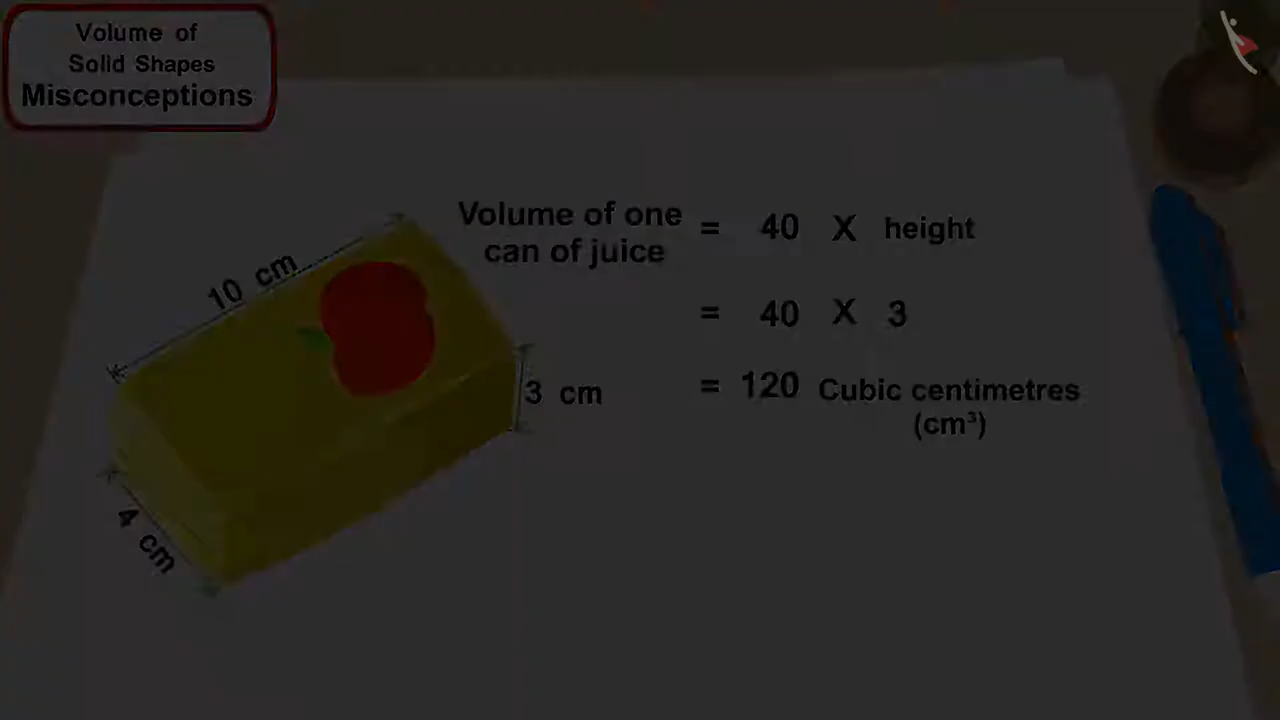 Volume of
Solid Shapes
Misconceptions
10 cm
4 cm
3 cm
Volume of one
can of juice = 40 X height
= 40 X 3
= 120 Cubic centimetres
(cm³)